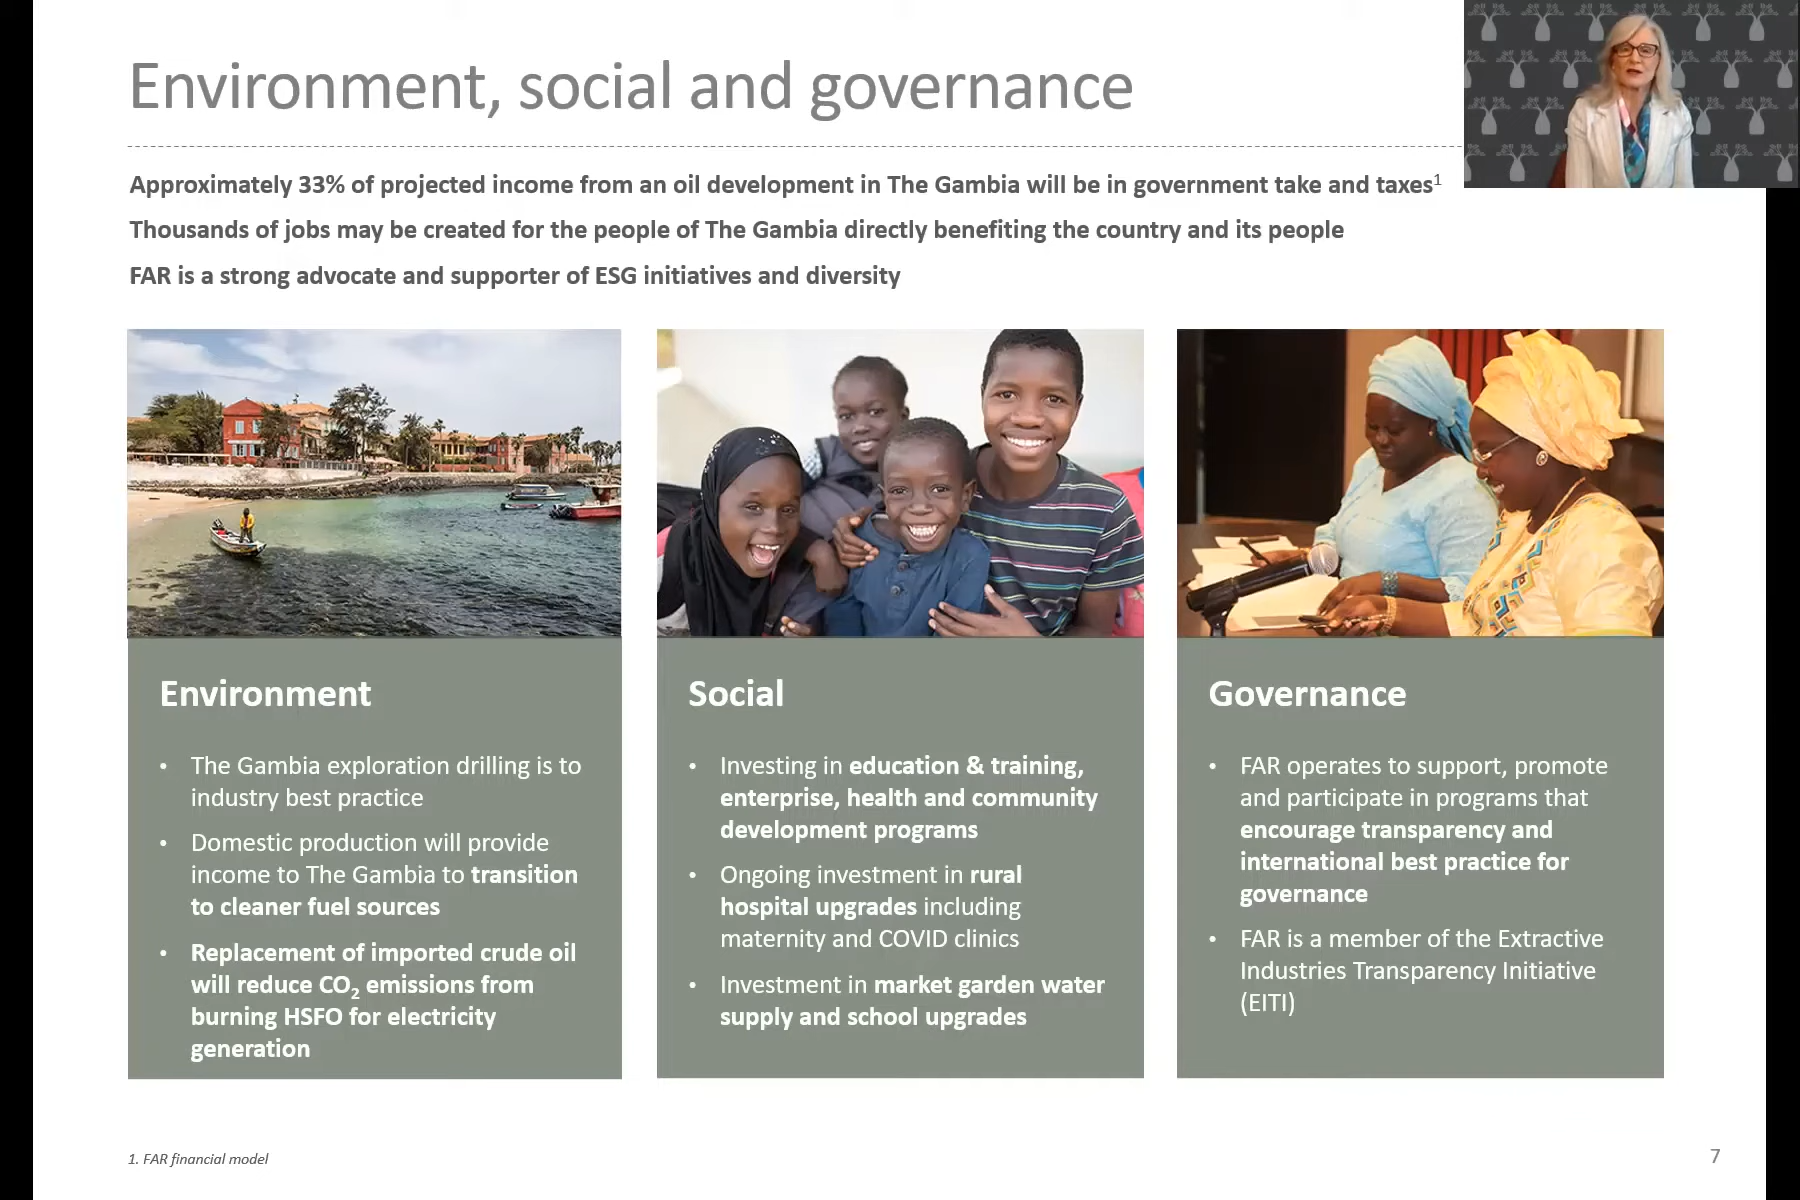 Environment, social and governance
Approximately 33% of projected income from an oil development in The Gambia will be in government take and taxes1
Thousands of jobs may be created for the people of The Gambia directly benefiting the country and its people
FAR is a strong advocate and supporter of ESG initiatives and diversity
Environment
• The Gambia exploration drilling is to
industry best practice
• Domestic production will provide
income to The Gambia to transition
to cleaner fuel sources
• Replacement of imported crude oil
will reduce CO2 emissions from
burning HSFO for electricity
generation
Social
• Investing in education & training,
enterprise, health and community
development programs
• Ongoing investment in rural
hospital upgrades including
maternity and COVID clinics
• Investment in market garden water
supply and school upgrades
Governance
• FAR operates to support, promote
and participate in programs that
encourage transparency and
international best practice for
governance
• FAR is a member of the Extractive
Industries Transparency Initiative
(EITI)
1. FAR financial model
7